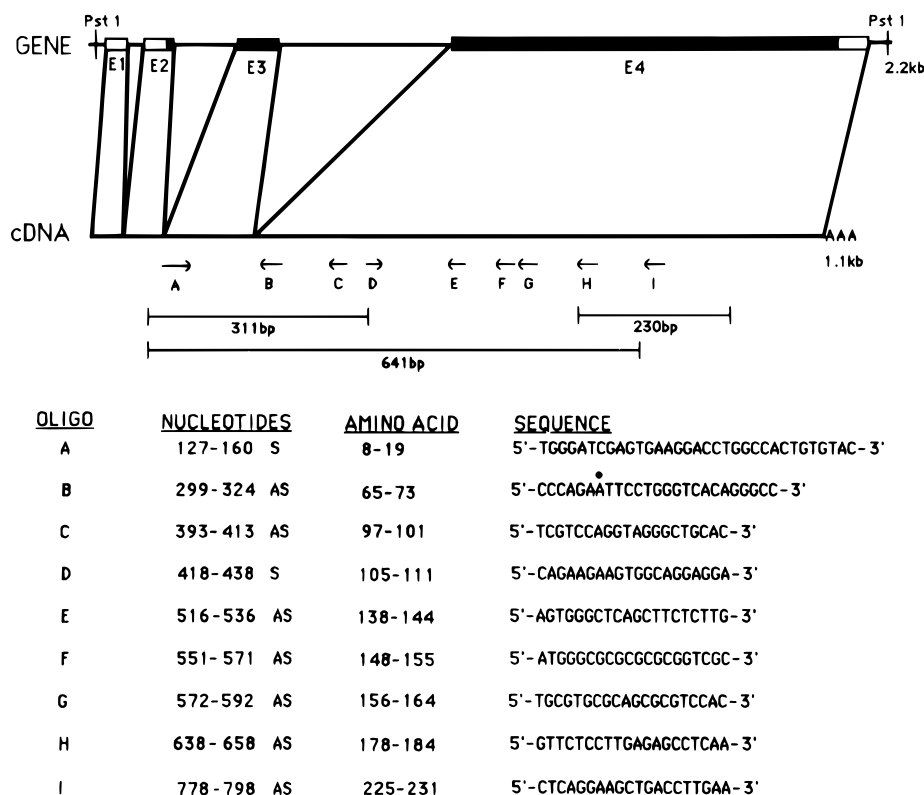 Pst 1 Pst 1
GENE
E1 E2 E3 E4 2.2kb
cDNA AAA
1.1kb
A B C D E F G H I
311bp 230bp
641bp
OLIGO NUCLEOTIDES AMINO ACID SEQUENCE
A 127-160 S 8-19 5'-TGGGATCGAGTGAAGGACCTGGCCACTGTGTAC-3'
B 299-324 AS 65-73 5'-CCCAGAATTCCTGGGTCACAGGGCC-3'
C 393-413 AS 97-101 5'-TCGTCCAGGTAGGGCTGCAC-3'
D 418-438 S 105-111 5'-CAGAAGAAGTGGCAGGAGGA-3'
E 516-536 AS 138-144 5'-AGTGGGCTCAGCTTCTCTTG-3'
F 551-571 AS 148-155 5'-ATGGGCGCGCGCGCGGTCGC-3'
G 572-592 AS 156-164 5'-TGCGTGCGCAGCGCGTCCAC-3'
H 638-658 AS 178-184 5'-GTTCTCCTTGAGAGCCTCAA-3'
I 778-798 AS 225-231 5'-CTCAGGAAGCTGACCTTGAA-3'